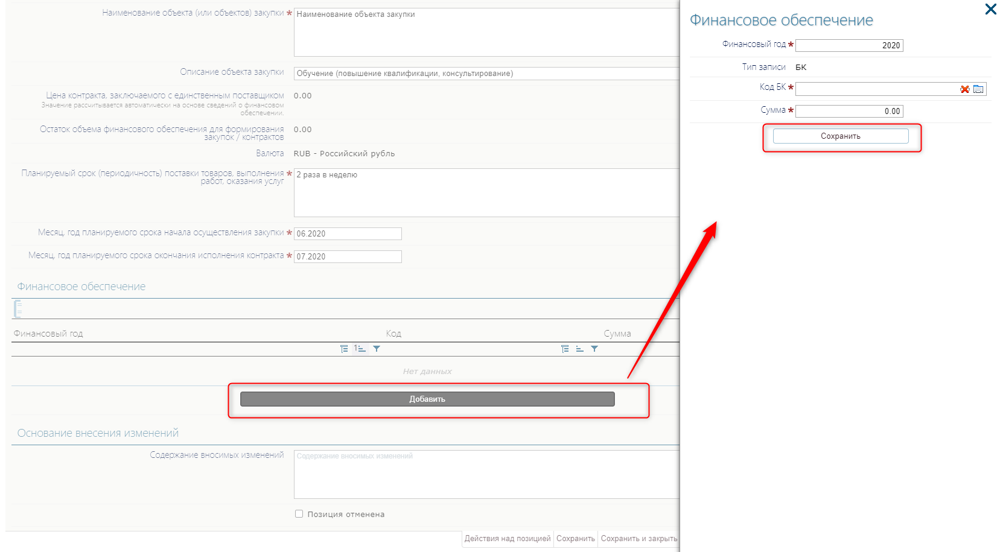 Наименование объекта (или объектов) закупки *
Наименование объекта закупки
Описание объекта закупки
Обучение (повышение квалификации, консультирование)
Цена контракта, заключаемого с единственным поставщиком
0.00
Значение рассчитывается автоматически на основе сведений о финансовом
обеспечении.
Остаток объема финансового обеспечения для формирования
закупок / контрактов
0.00
Валюта
RUB - Российский рубль
Планируемый срок (периодичность) поставки товаров, выполнения *
работ, оказания услуг
2 раза в неделю
Месяц, год планируемого срока начала осуществления закупки *
06.2020
Месяц, год планируемого срока окончания исполнения контракта *
07.2020
Финансовое обеспечение
Финансовый год
Код
Сумма
1
Нет данных
Добавить
Основание внесения изменений
Содержание вносимых изменений
Содержание вносимых изменений
Позиция отменена
Действия над позицией
Сохранить
Сохранить и закрыть
Финансовое обеспечение
Финансовый год *
2020
Тип записи
БК
Код БК *
Сумма *
0.00
Сохранить